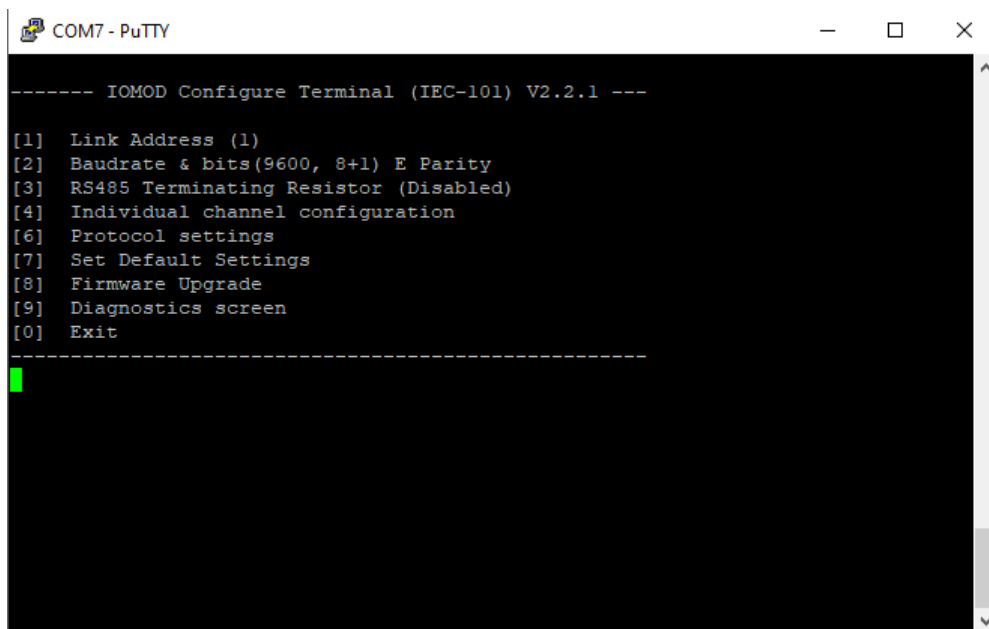 COM7 - PuTTY
------- IOMOD Configure Terminal (IEC-101) V2.2.1 ---
[1]  Link Address (1)
[2]  Baudrate & bits(9600, 8+1) E Parity
[3]  RS485 Terminating Resistor (Disabled)
[4]  Individual channel configuration
[6]  Protocol settings
[7]  Set Default Settings
[8]  Firmware Upgrade
[9]  Diagnostics screen
[0]  Exit
-----------------------------------------------------